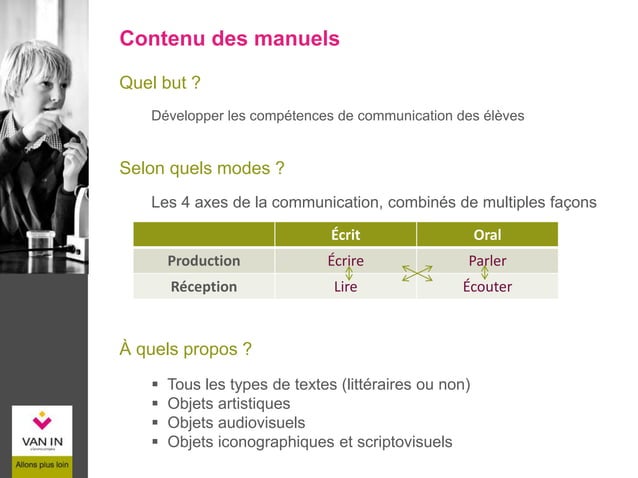 Contenu des manuels
Quel but ?
Développer les compétences de communication des élèves
Selon quels modes ?
Les 4 axes de la communication, combinés de multiples façons
Écrit Oral
Production Écrire Parler
Réception Lire Écouter
À quels propos ?
▪ Tous les types de textes (littéraires ou non)
▪ Objets artistiques
▪ Objets audiovisuels
▪ Objets iconographiques et scriptovisuels
VAN IN
Allons plus loin